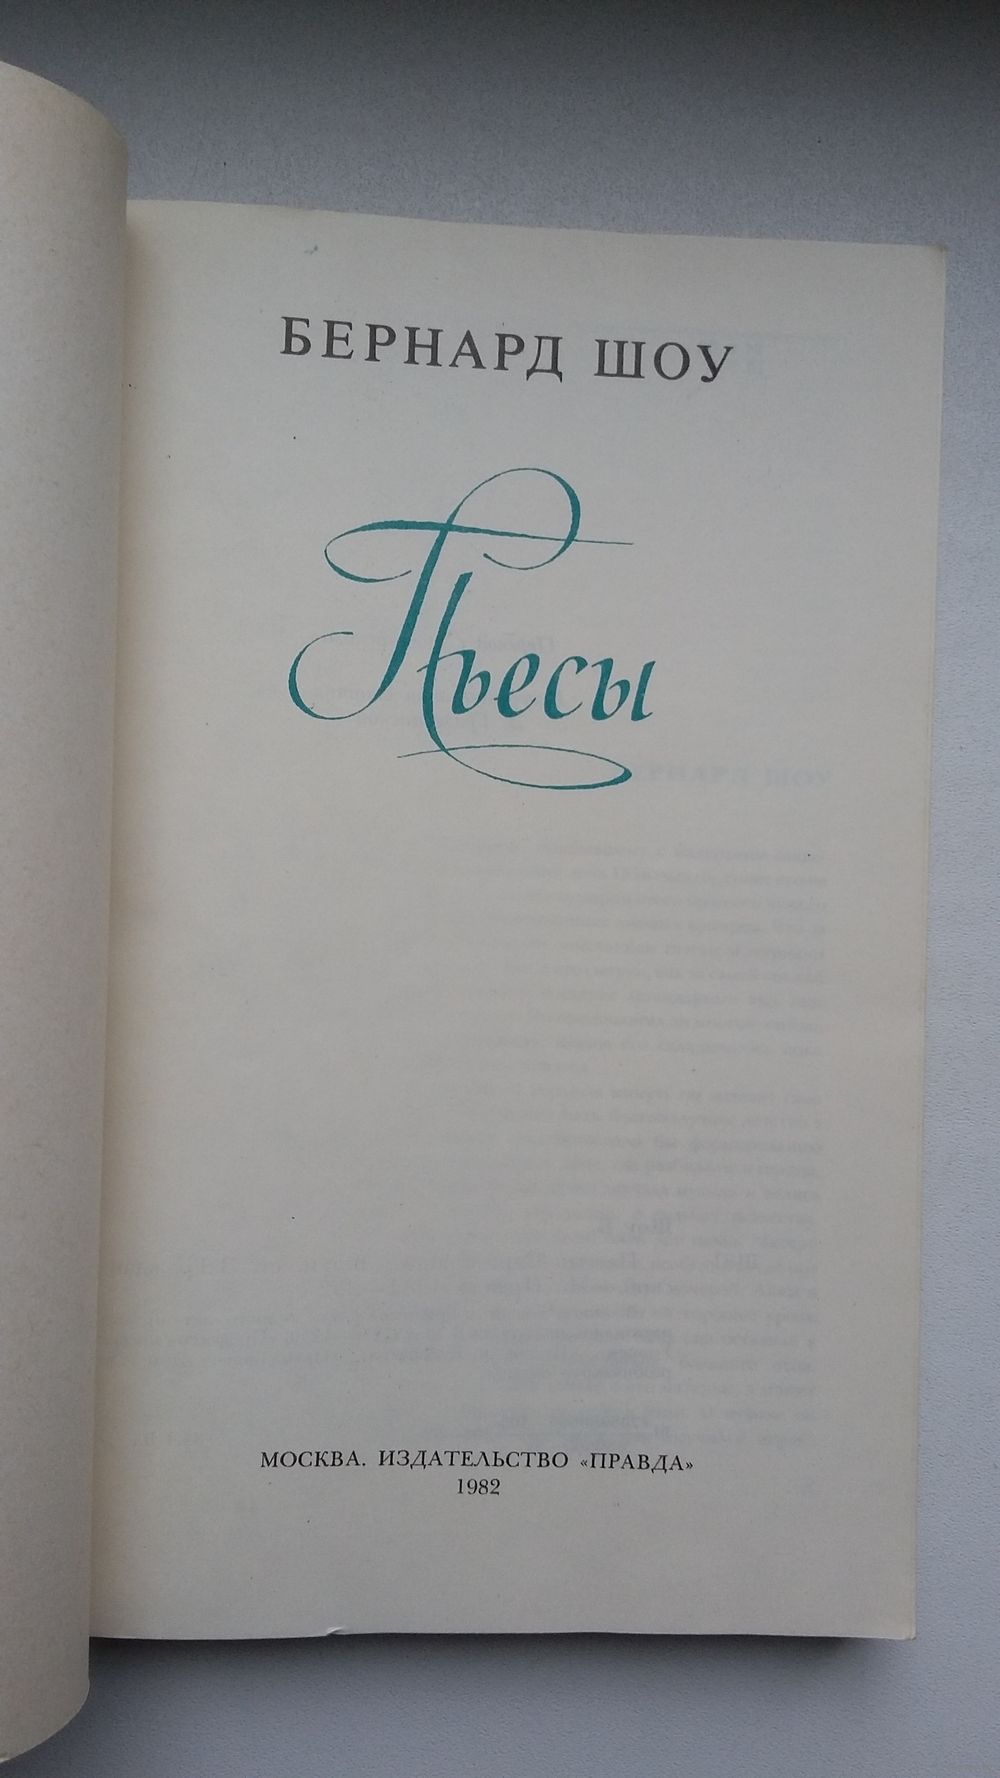 БЕРНАРД ШОУ
Пьесы
МОСКВА. ИЗДАТЕЛЬСТВО «ПРАВДА»
1982